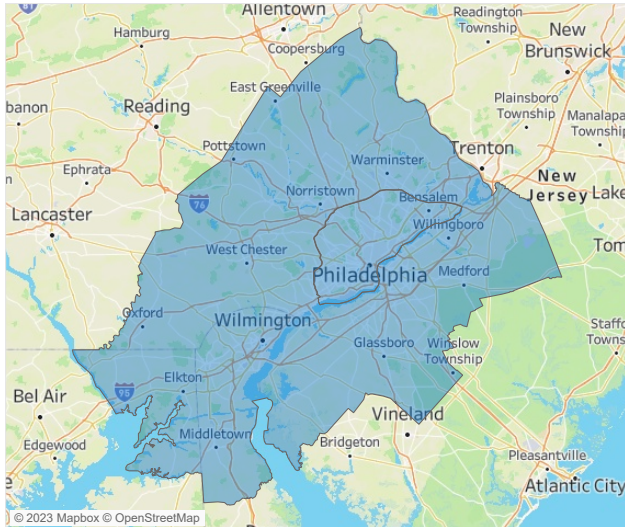 81
Allentown
Readington
Township
Hamburg
Coopersburg
New
Brunswick
East Greenville
Reading
Plainsboro
Township
banon
Manalapa
Township
Pottstown
Trenton
Warminster
Ephrata
New
Jersey
Lake
Norristown
Bensalem
76
Lancaster
Willingboro
West Chester
Tom
Philadelphia
Medford
Oxford
Wilmington
Staffo
Towns
Glassboro
Winslow
Township
Elkton
95
Bel Air
Vineland
Middletown
Edgewood
Bridgeton
Pleasantville
Atlantic City
© 2023 Mapbox © OpenStreetMap